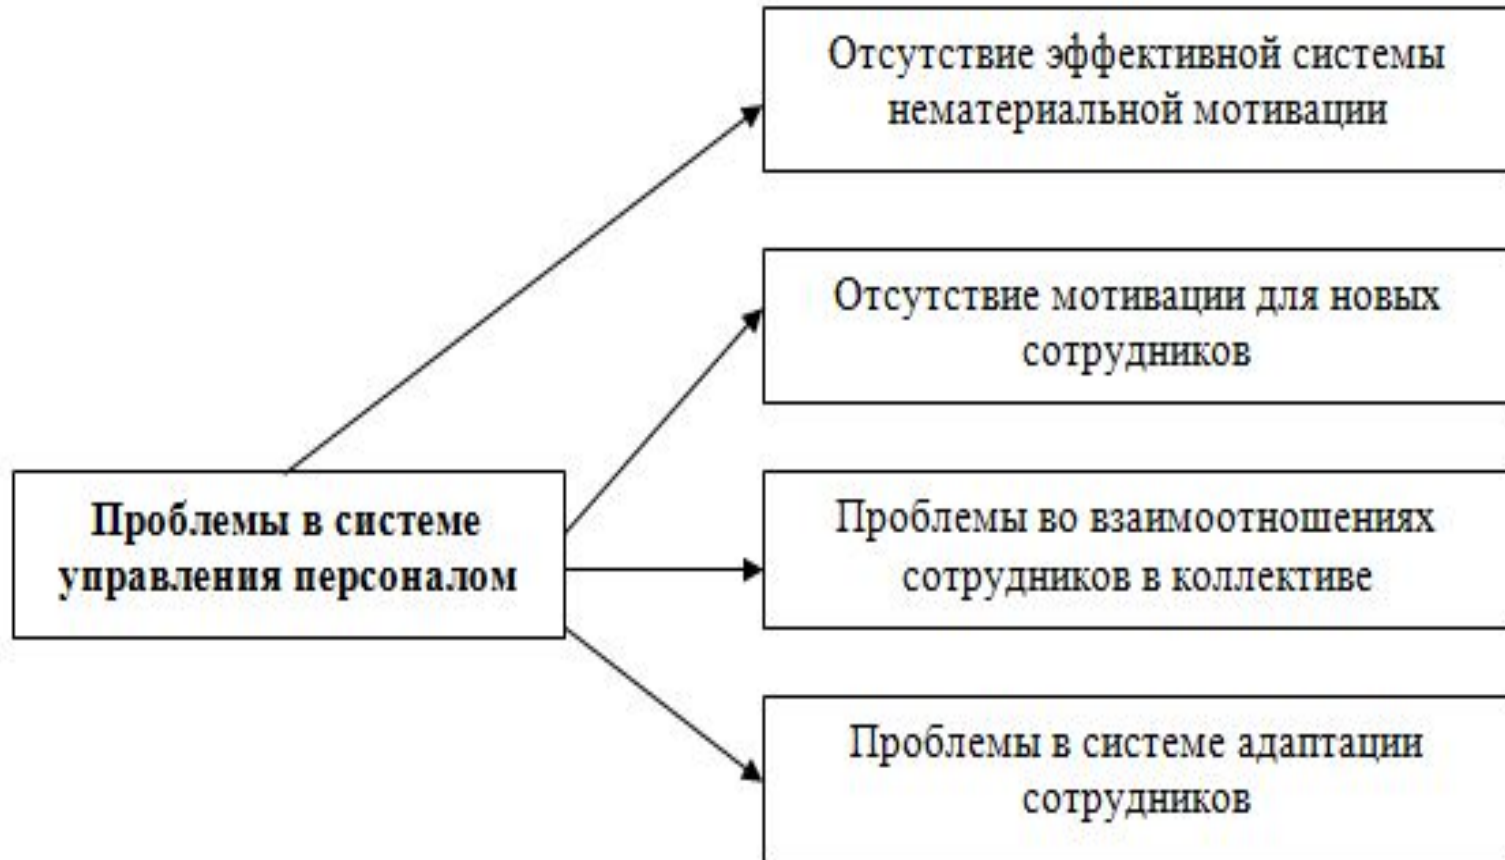 Отсутствие эффективной системы
нематериальной мотивации
Отсутствие мотивации для новых
сотрудников
Проблемы в системе
управления персоналом
Проблемы во взаимоотношениях
сотрудников в коллективе
Проблемы в системе адаптации
сотрудников